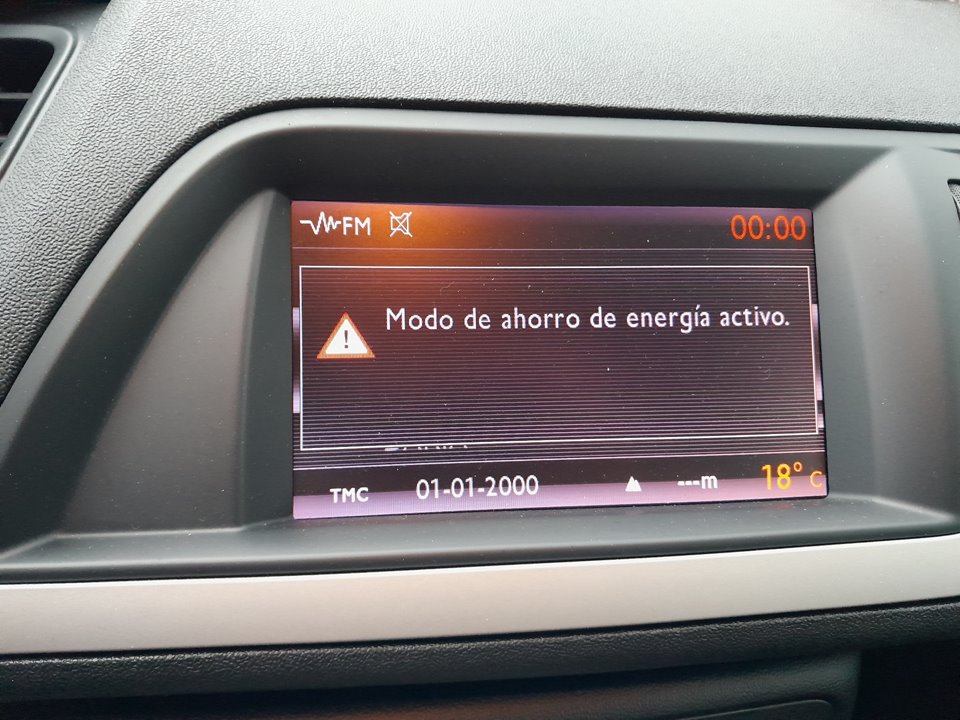 FM
00:00
Modo de ahorro de energía activo.
TMC 01-01-2000 ---m 18° C